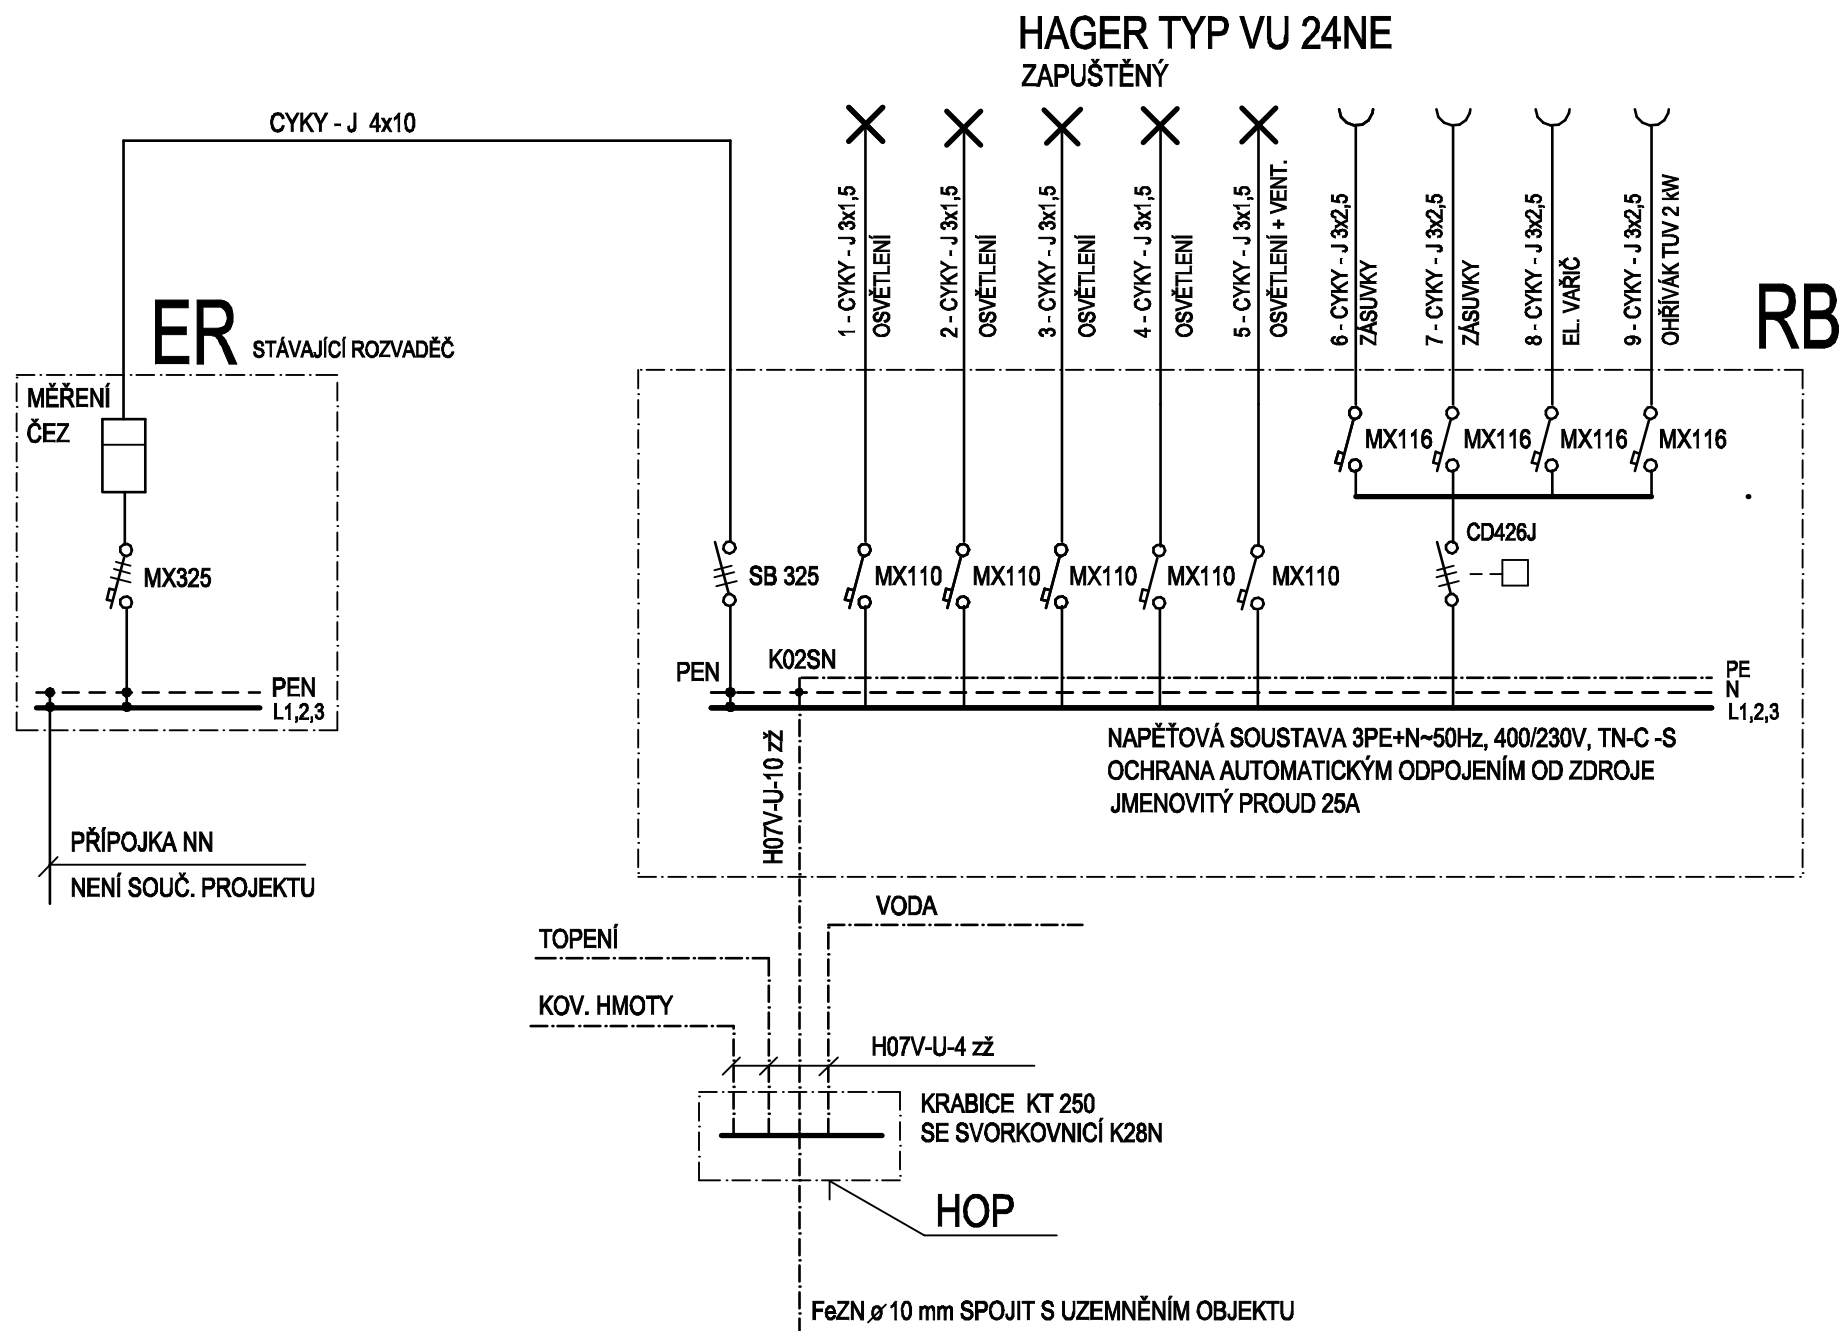 HAGER TYP VU 24NE
ZAPUŠTĚNÝ
CYKY - J 4x10
1 - CYKY - J 3x1,5
OSVĚTLENÍ
2 - CYKY - J 3x1,5
OSVĚTLENÍ
3 - CYKY - J 3x1,5
OSVĚTLENÍ
4 - CYKY - J 3x1,5
OSVĚTLENÍ
5 - CYKY - J 3x1,5
OSVĚTLENÍ + VENT.
6 - CYKY - J 3x2,5
ZÁSUVKY
7 - CYKY - J 3x2,5
ZÁSUVKY
8 - CYKY - J 3x2,5
EL. VAŘIČ
9 - CYKY - J 3x2,5
OHŘÍVÁK TUV 2 kW
ER
STÁVAJÍCÍ ROZVADĚČ
RB
MĚŘENÍ
ČEZ
MX325
PEN
L1,2,3
PŘÍPOJKA NN
NENÍ SOUČ. PROJEKTU
MX116
MX116
MX116
MX116
CD426J
SB 325
MX110
MX110
MX110
MX110
MX110
PEN
K02SN
PE
N
L1,2,3
H07V-U-10 zž
NAPĚŤOVÁ SOUSTAVA 3PE+N~50Hz, 400/230V, TN-C -S
OCHRANA AUTOMATICKÝM ODPOJENÍM OD ZDROJE
JMENOVITÝ PROUD 25A
VODA
TOPENÍ
KOV. HMOTY
H07V-U-4 zž
KRABICE KT 250
SE SVORKOVNICÍ K28N
HOP
FeZN ø 10 mm SPOJIT S UZEMNĚNÍM OBJEKTU